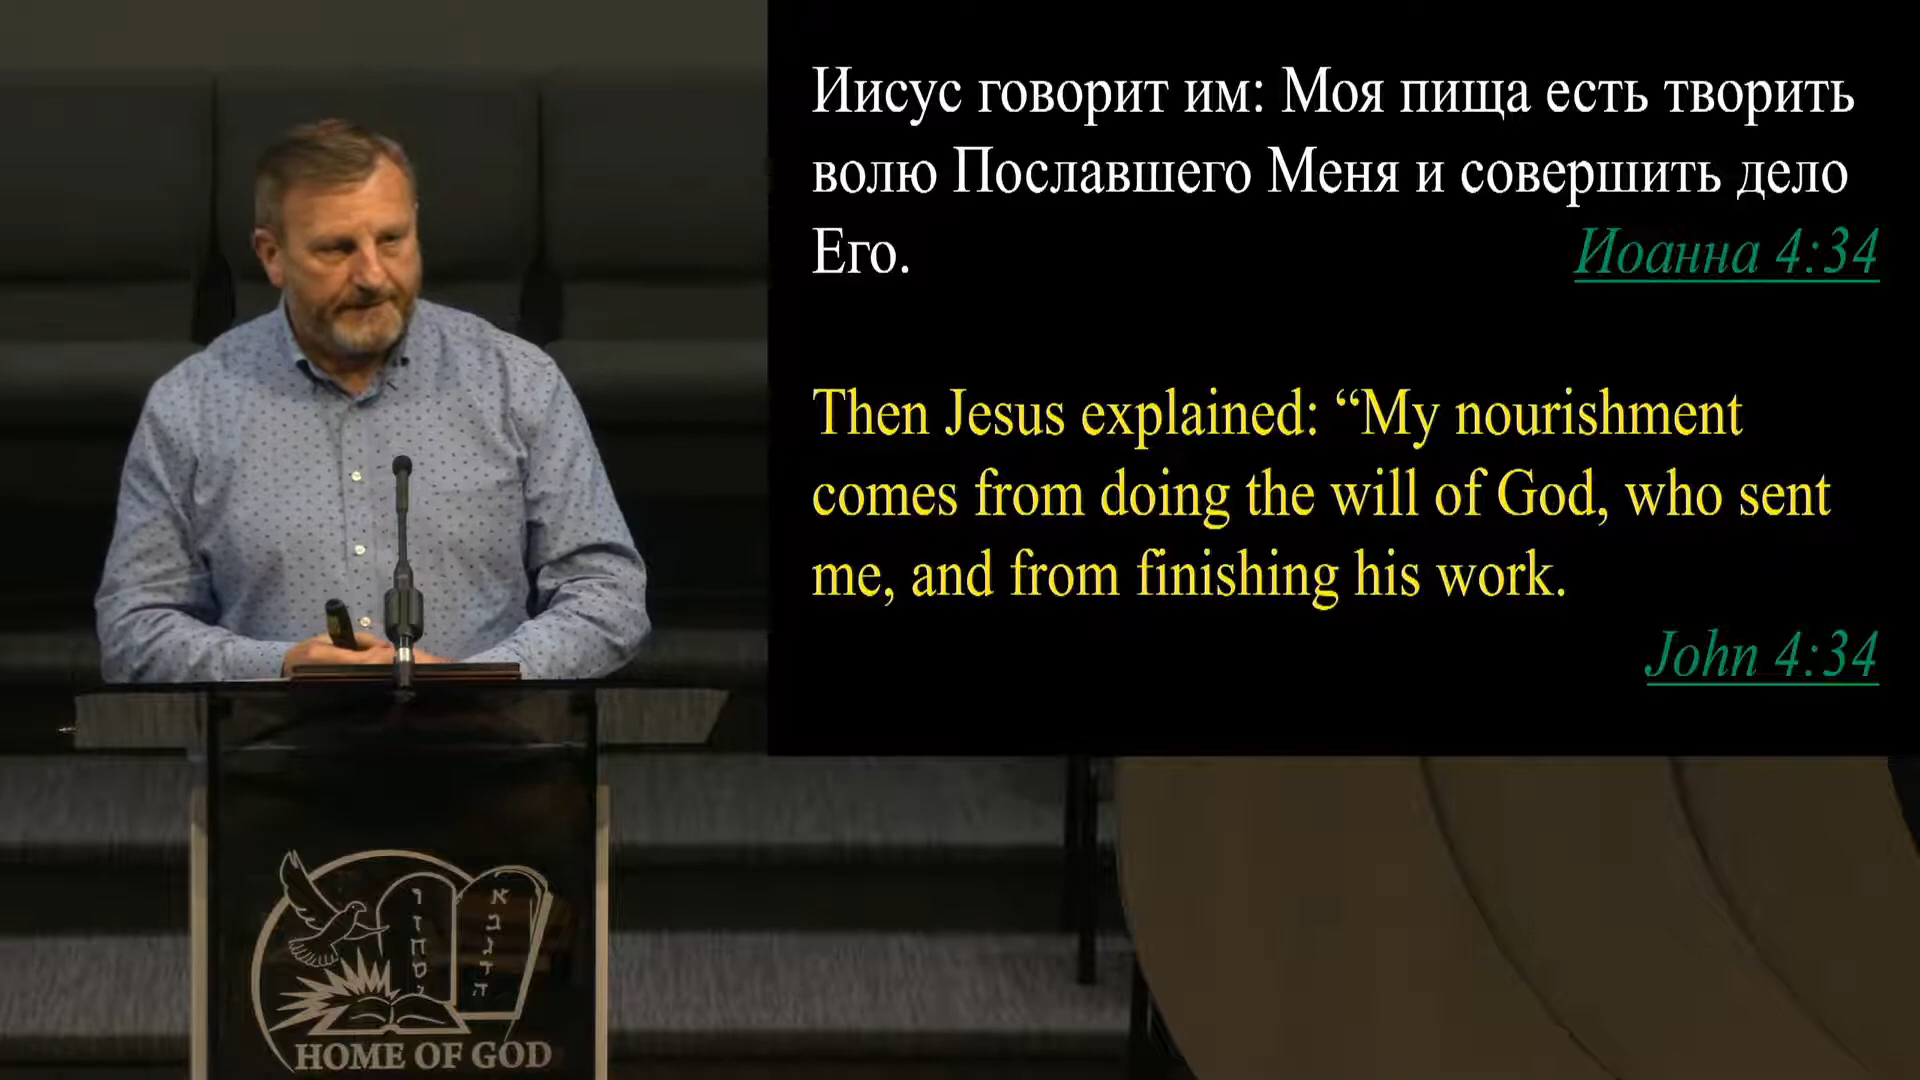 Иисус говорит им: Моя пища есть творить
волю Пославшего Меня и совершить дело
Его. Иоанна 4:34
Then Jesus explained: “My nourishment
comes from doing the will of God, who sent
me, and from finishing his work.
John 4:34
HOME OF GOD